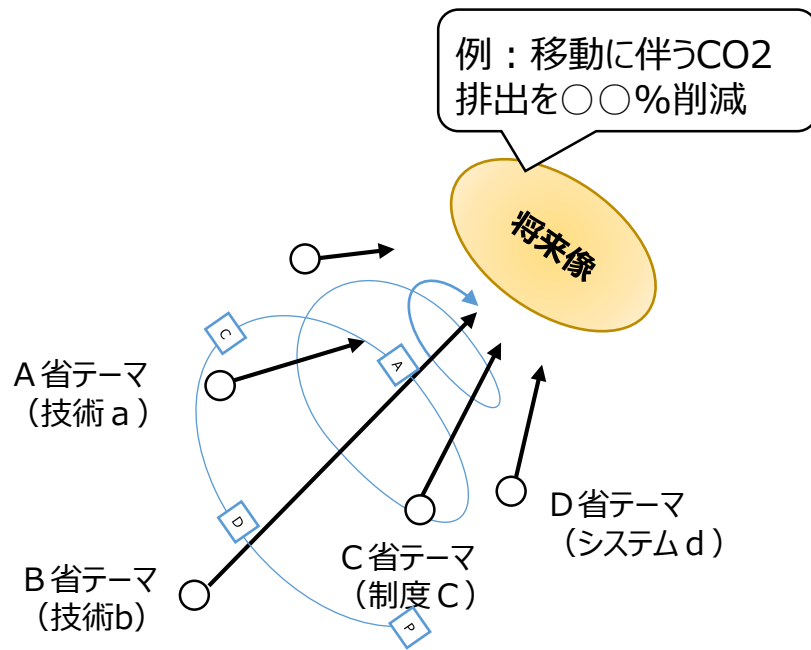 例：移動に伴うCO2
排出を○○％削減
将来像
C
A
A省テーマ
（技術ａ）
D
D省テーマ
（システムｄ）
C省テーマ
（制度Ｃ）
B省テーマ
（技術b）
P